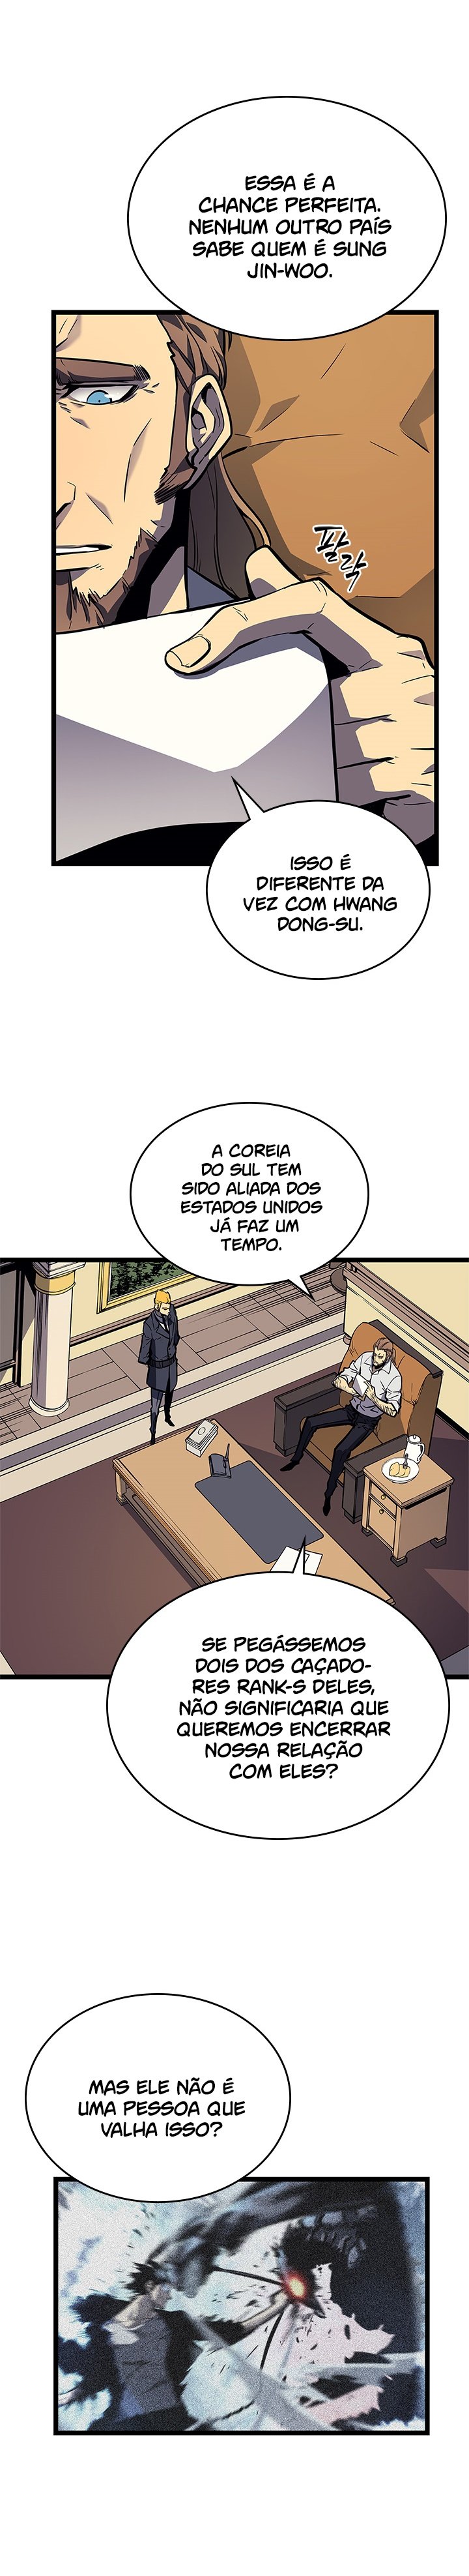 ESSA É A
CHANCE PERFEITA.
NENHUM OUTRO PAÍS
SABE QUEM É SUNG
JIN-WOO.
팔락
ISSO É
DIFERENTE DA
VEZ COM HWANG
DONG-SU.
A COREIA
DO SUL TEM
SIDO ALIADA DOS
ESTADOS UNIDOS
JÁ FAZ UM
TEMPO.
SE PEGÁSSEMOS
DOIS DOS CAÇADO-
RES RANK-S DELES,
NÃO SIGNIFICARIA QUE
QUEREMOS ENCERRAR
NOSSA RELAÇÃO
COM ELES?
MAS ELE NÃO É
UMA PESSOA QUE
VALHA ISSO?